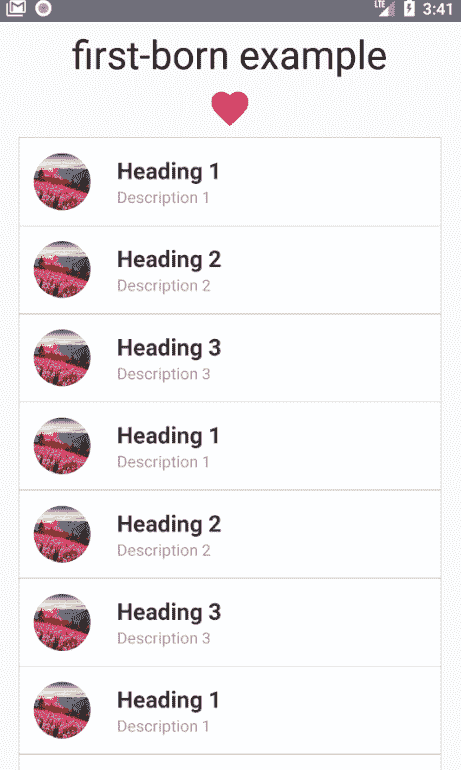 LTE 3:41
first-born example
Heading 1
Description 1
Heading 2
Description 2
Heading 3
Description 3
Heading 1
Description 1
Heading 2
Description 2
Heading 3
Description 3
Heading 1
Description 1